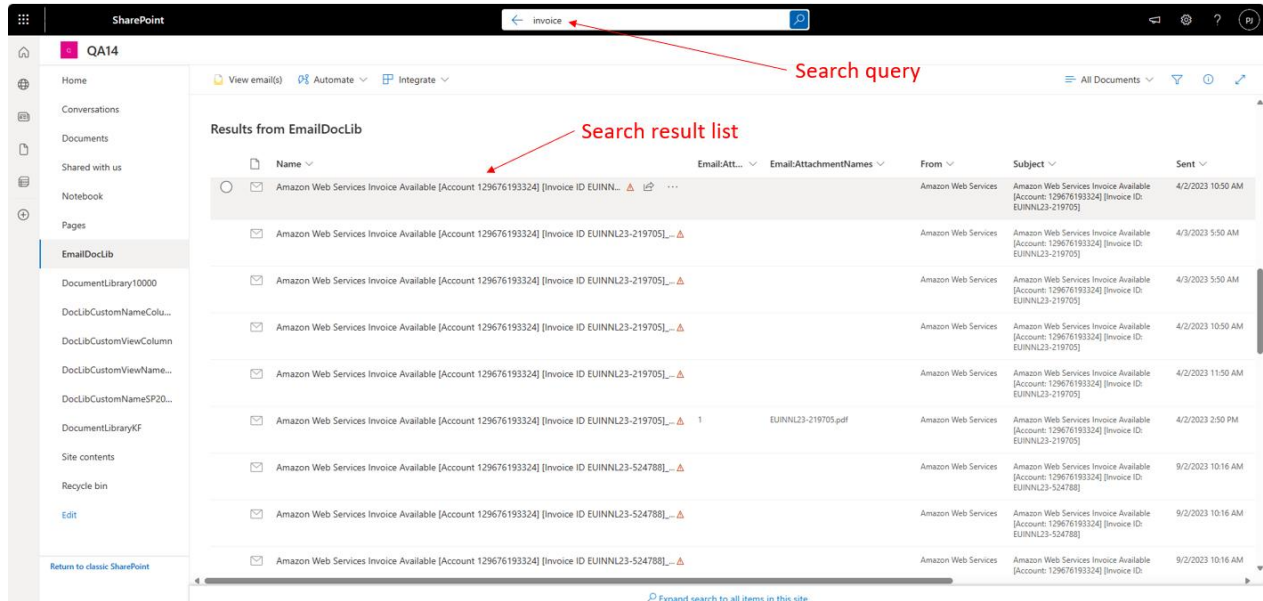 SharePoint
invoice
?
PJ
G QA14
Search query
Home
Conversations
Documents
Shared with us
Notebook
Pages
EmailDocLib
DocumentLibrary10000
DocLibCustomNameColu...
DocLibCustomViewColumn
DocLibCustomViewName...
DocLibCustomNameSP20...
DocumentLibraryKF
Site contents
Recycle bin
Edit
Return to classic SharePoint
View email(s) Automate Integrate All Documents
Results from EmailDocLib
Search result list
Name Email:Att... Email:AttachmentNames From Subject Sent
Amazon Web Services Invoice Available [Account 129676193324] [Invoice ID EUINN... ... Amazon Web Services Amazon Web Services Invoice Available 4/2/2023 10:50 AM
[Account: 129676193324] [Invoice ID:
EUINNL23-219705]
Amazon Web Services Invoice Available [Account 129676193324] [Invoice ID EUINNL23-219705]_... Amazon Web Services Amazon Web Services Invoice Available 4/3/2023 5:50 AM
[Account: 129676193324] [Invoice ID:
EUINNL23-219705]
Amazon Web Services Invoice Available [Account 129676193324] [Invoice ID EUINNL23-219705]_... Amazon Web Services Amazon Web Services Invoice Available 4/3/2023 5:50 AM
[Account: 129676193324] [Invoice ID:
EUINNL23-219705]
Amazon Web Services Invoice Available [Account 129676193324] [Invoice ID EUINNL23-219705]_... Amazon Web Services Amazon Web Services Invoice Available 4/2/2023 10:50 AM
[Account: 129676193324] [Invoice ID:
EUINNL23-219705]
Amazon Web Services Invoice Available [Account 129676193324] [Invoice ID EUINNL23-219705]_... Amazon Web Services Amazon Web Services Invoice Available 4/2/2023 11:50 AM
[Account: 129676193324] [Invoice ID:
EUINNL23-219705]
Amazon Web Services Invoice Available [Account 129676193324] [Invoice ID EUINNL23-219705]_... 1 EUINNL23-219705.pdf Amazon Web Services Amazon Web Services Invoice Available 4/2/2023 2:50 PM
[Account: 129676193324] [Invoice ID:
EUINNL23-219705]
Amazon Web Services Invoice Available [Account 129676193324] [Invoice ID EUINNL23-524788]_... Amazon Web Services Amazon Web Services Invoice Available 9/2/2023 10:16 AM
[Account: 129676193324] [Invoice ID:
EUINNL23-524788]
Amazon Web Services Invoice Available [Account 129676193324] [Invoice ID EUINNL23-524788]_... Amazon Web Services Amazon Web Services Invoice Available 9/2/2023 10:16 AM
[Account: 129676193324] [Invoice ID:
EUINNL23-524788]
Amazon Web Services Invoice Available [Account 129676193324] [Invoice ID EUINNL23-524788]_... Amazon Web Services Amazon Web Services Invoice Available 9/2/2023 10:16 AM
[Account: 129676193324] [Invoice ID:
Expand search to all items in this site